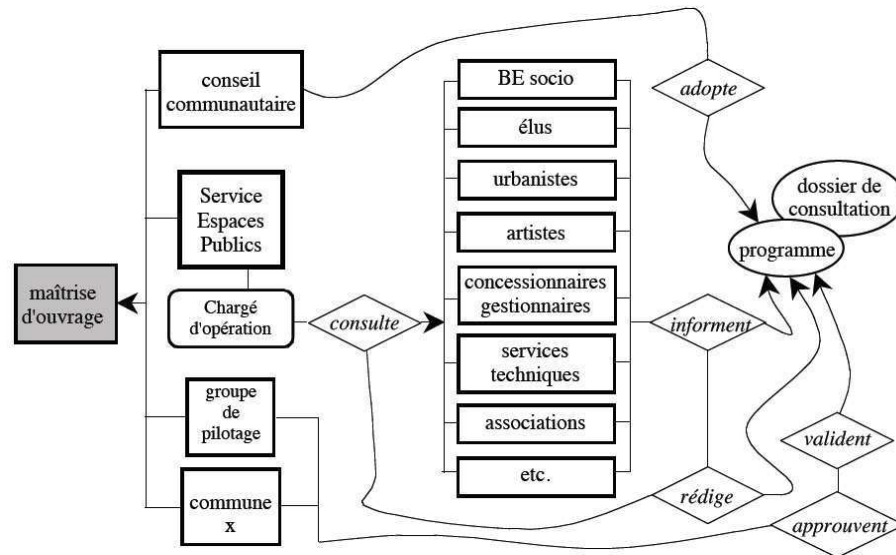 conseil
communautaire
Service
Espaces
Publics
maîtrise
d'ouvrage
Chargé
d'opération
groupe
de
pilotage
commune
x
consulte
BE socio
élus
urbanistes
artistes
concessionnaires
gestionnaires
services
techniques
associations
etc.
adopte
informent
rédige
dossier de
consultation
programme
valident
approuvent